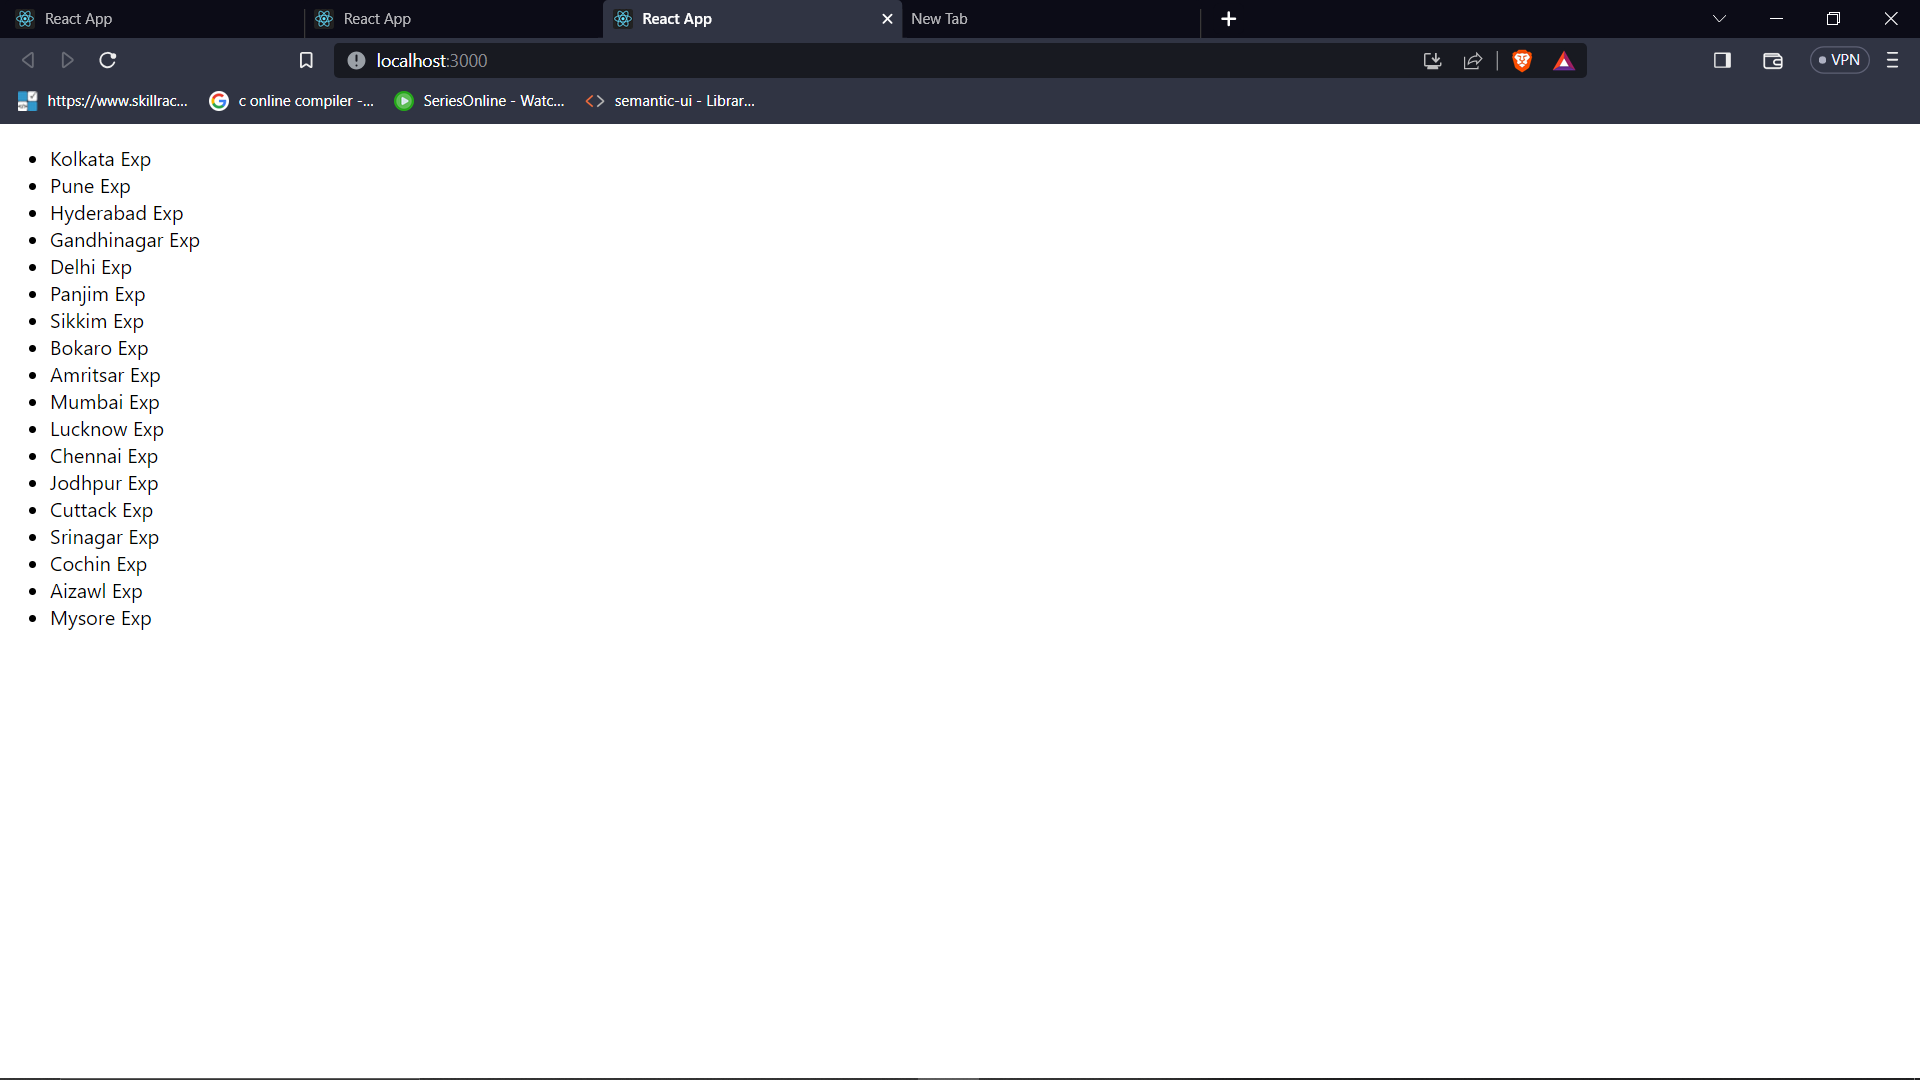 React App
React App
React App
New Tab
localhost:3000
VPN
https://www.skillrac...
c online compiler -...
SeriesOnline - Watc...
semantic-ui - Librar...
Kolkata Exp
Pune Exp
Hyderabad Exp
Gandhinagar Exp
Delhi Exp
Panjim Exp
Sikkim Exp
Bokaro Exp
Amritsar Exp
Mumbai Exp
Lucknow Exp
Chennai Exp
Jodhpur Exp
Cuttack Exp
Srinagar Exp
Cochin Exp
Aizawl Exp
Mysore Exp